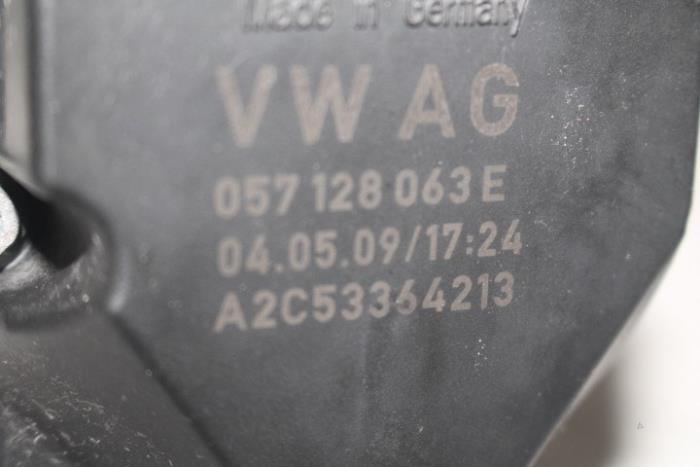 Made in Germany
VW AG
057 128 063 E
04.05.09/17:24
A2C53364213